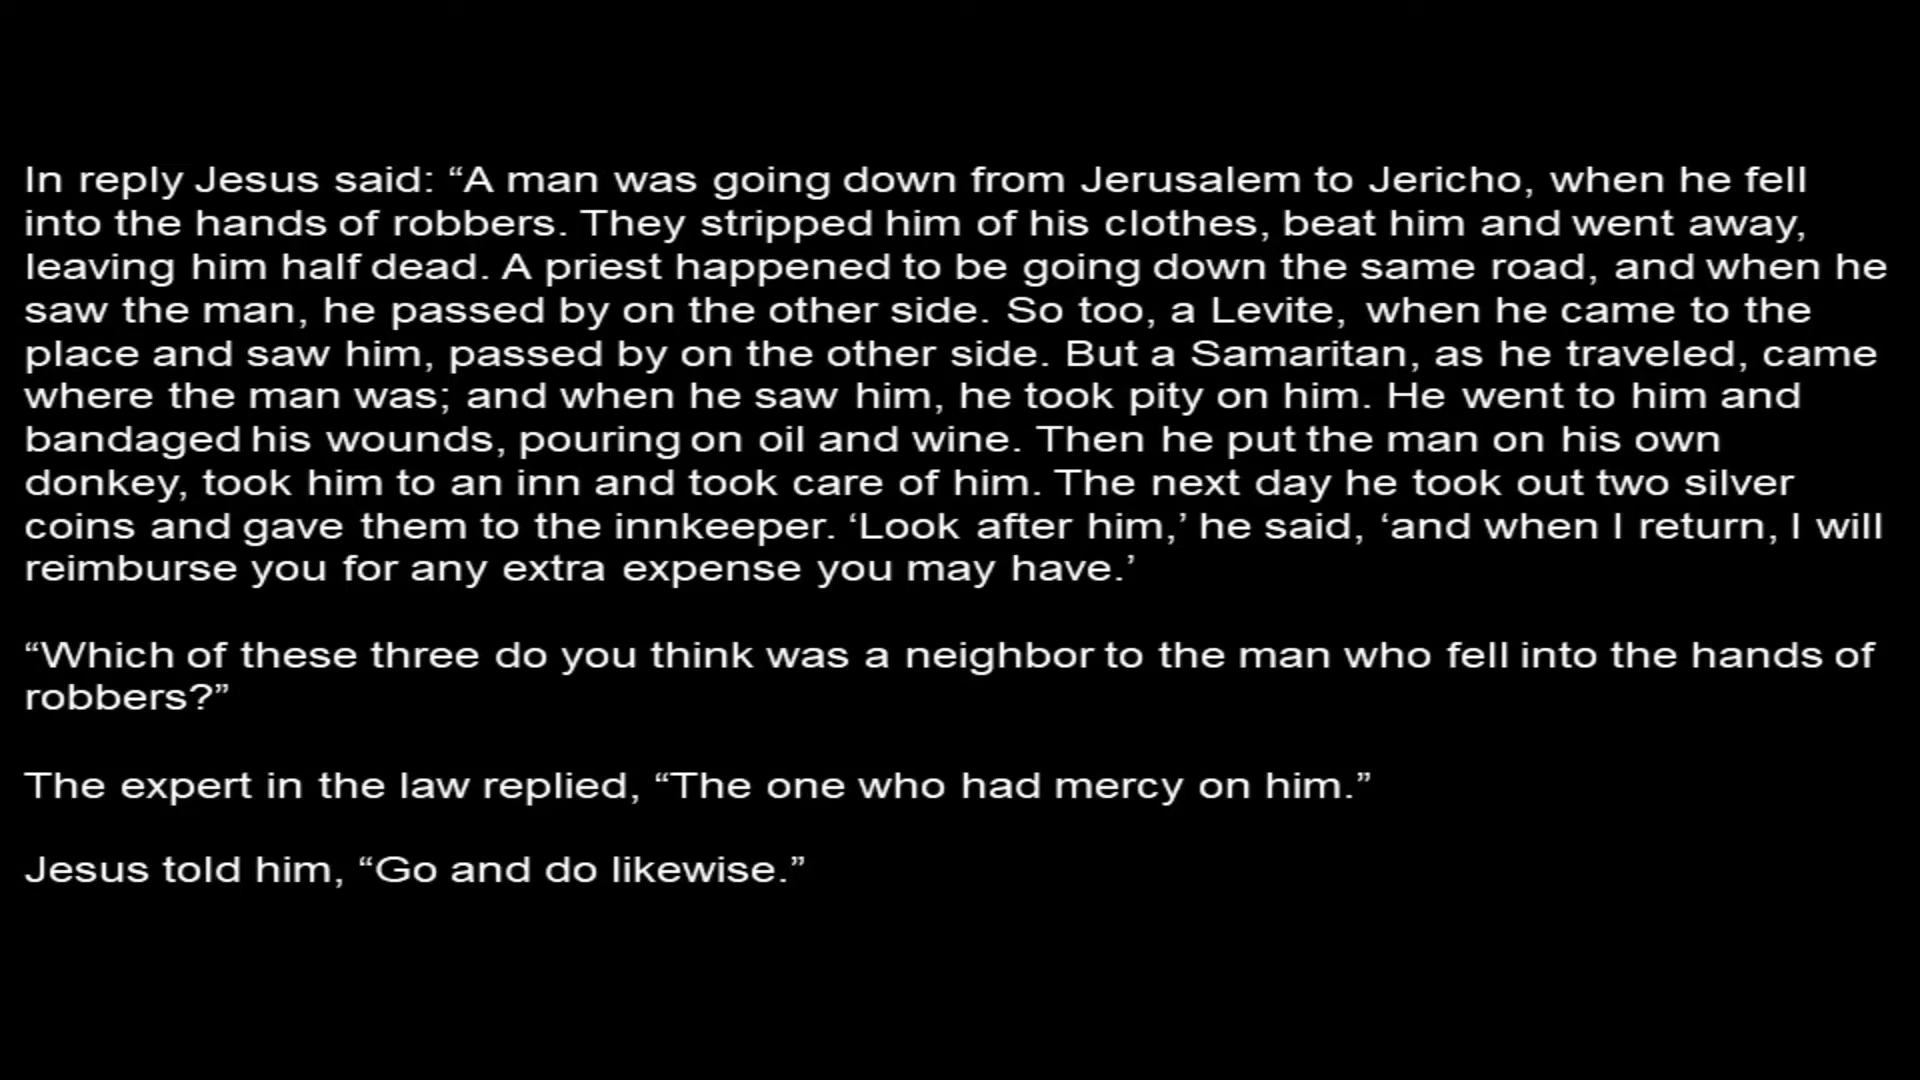 In reply Jesus said: “A man was going down from Jerusalem to Jericho, when he fell
into the hands of robbers. They stripped him of his clothes, beat him and went away,
leaving him half dead. A priest happened to be going down the same road, and when he
saw the man, he passed by on the other side. So too, a Levite, when he came to the
place and saw him, passed by on the other side. But a Samaritan, as he traveled, came
where the man was; and when he saw him, he took pity on him. He went to him and
bandaged his wounds, pouring on oil and wine. Then he put the man on his own
donkey, took him to an inn and took care of him. The next day he took out two silver
coins and gave them to the innkeeper. ‘Look after him,’ he said, ‘and when I return, I will
reimburse you for any extra expense you may have.’
“Which of these three do you think was a neighbor to the man who fell into the hands of
robbers?”
The expert in the law replied, “The one who had mercy on him.”
Jesus told him, “Go and do likewise.”